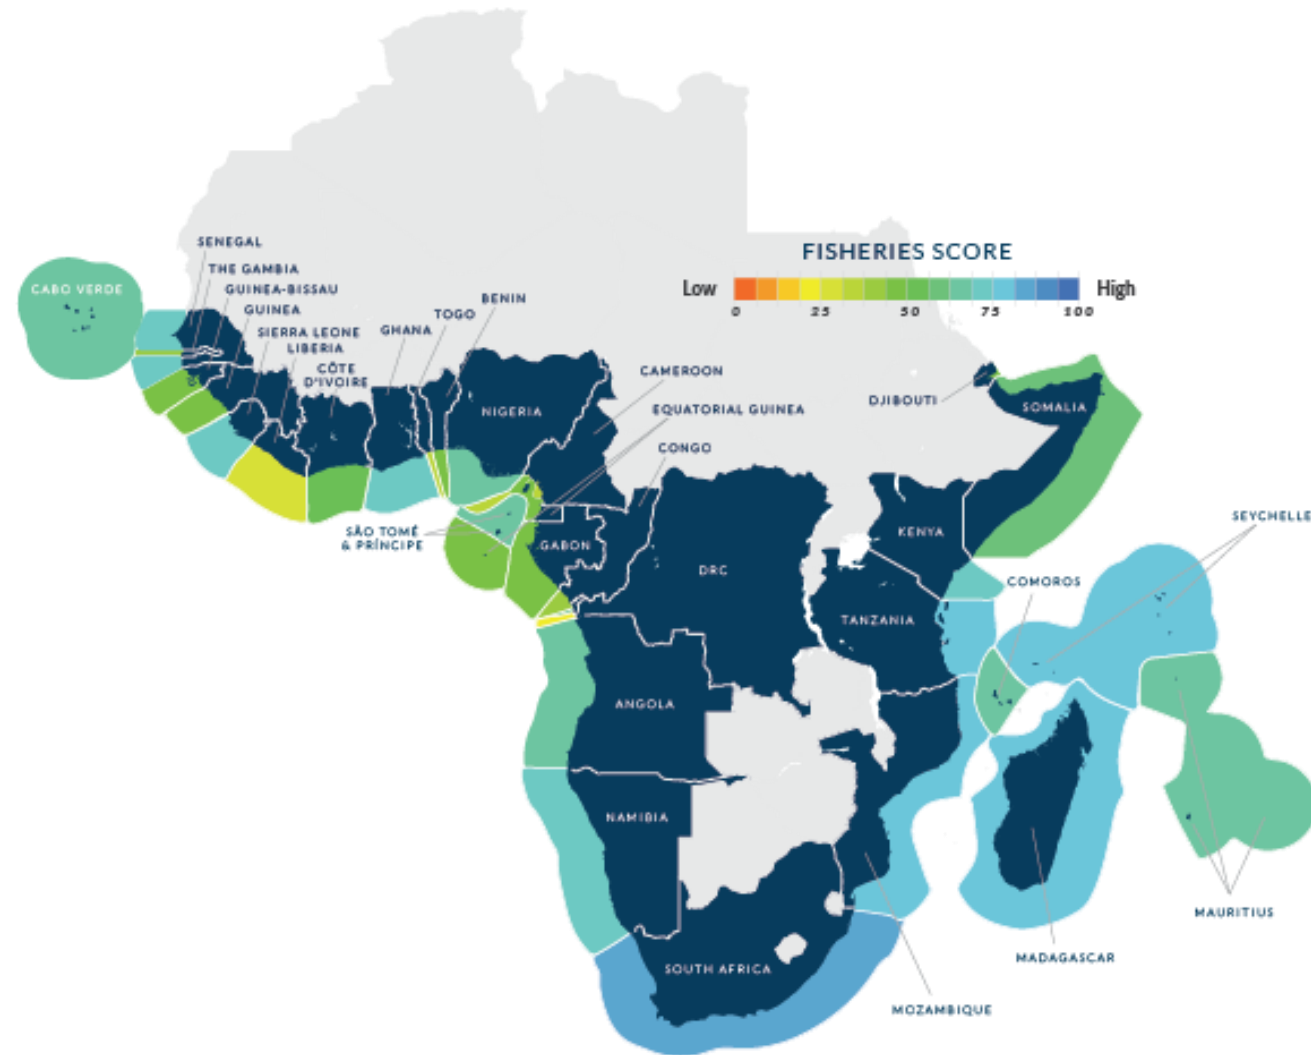 SENEGAL
THE GAMBIA
CABO VERDE
GUINEA-BISSAU
GUINEA
SIERRA LEONE
LIBERIA
CÔTE
D'IVOIRE
GHANA
TOGO
BENIN
FISHERIES SCORE
Low
High
0 25 50 75 100
NIGERIA
CAMEROON
EQUATORIAL GUINEA
CONGO
DJIBOUTI
SOMALIA
SÃO TOMÉ
& PRÍNCIPE
GABON
DRC
KENYA
SEYCHELLE
COMOROS
TANZANIA
ANGOLA
NAMIBIA
MAURITIUS
MADAGASCAR
SOUTH AFRICA
MOZAMBIQUE